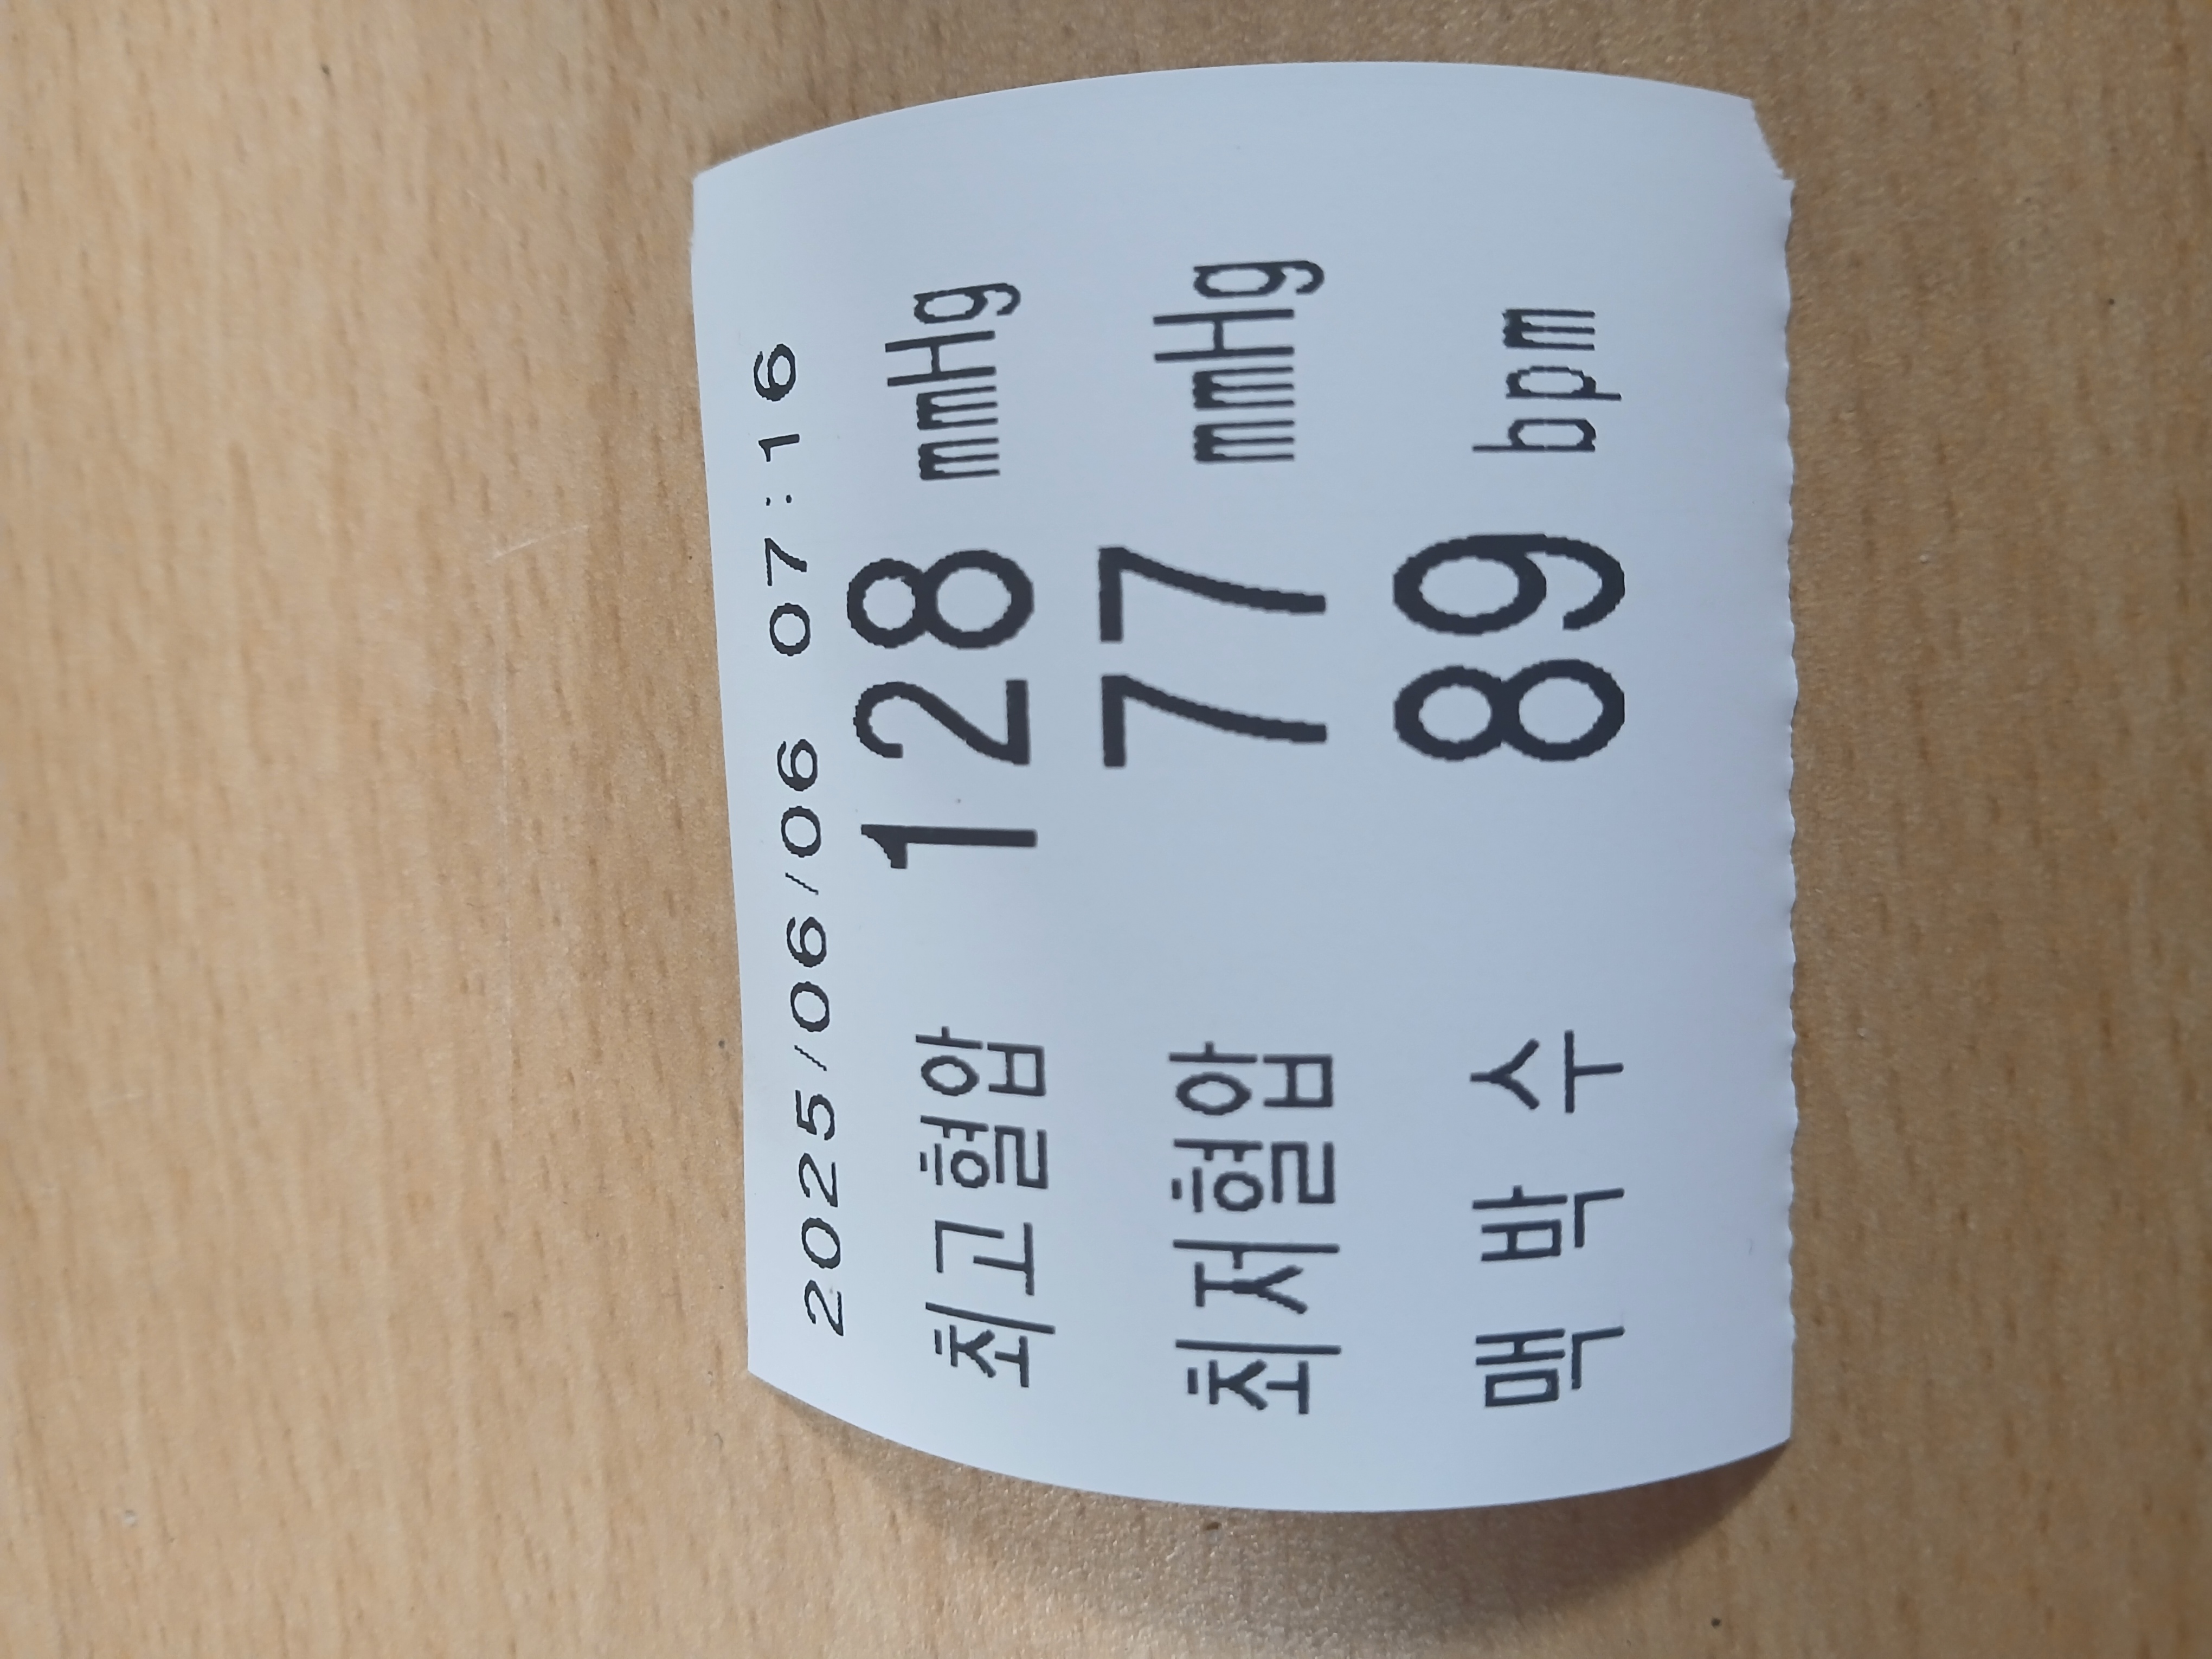 2025/06/06 07:16
최고혈압 128 mmHg
최저혈압 77 mmHg
맥 박 수 89 bpm